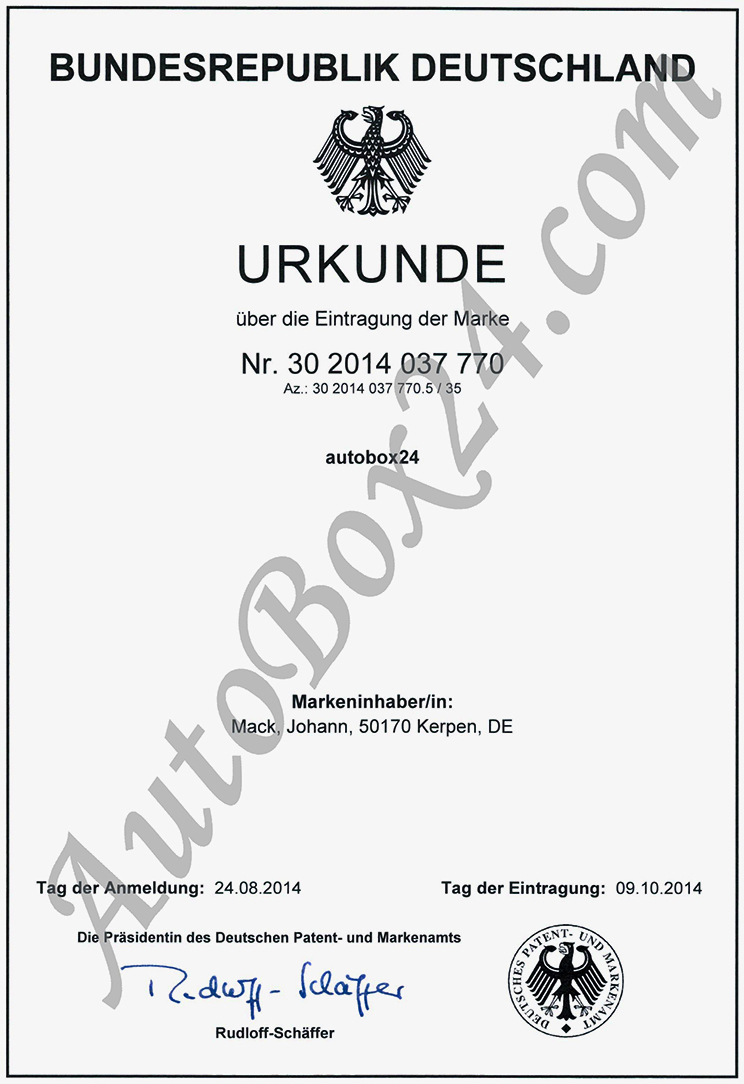 BUNDESREPUBLIK DEUTSCHLAND
URKUNDE
über die Eintragung der Marke
Nr. 30 2014 037 770
Az.: 30 2014 037 770.5 / 35
autobox24
AutoBox24.com
Markeninhaber/in:
Mack, Johann, 50170 Kerpen, DE
Tag der Anmeldung: 24.08.2014
Tag der Eintragung: 09.10.2014
Die Präsidentin des Deutschen Patent- und Markenamts
Rudloff-Schäffer
Rudloff-Schäffer
DEUTSCHES PATENT- UND MARKENAMT